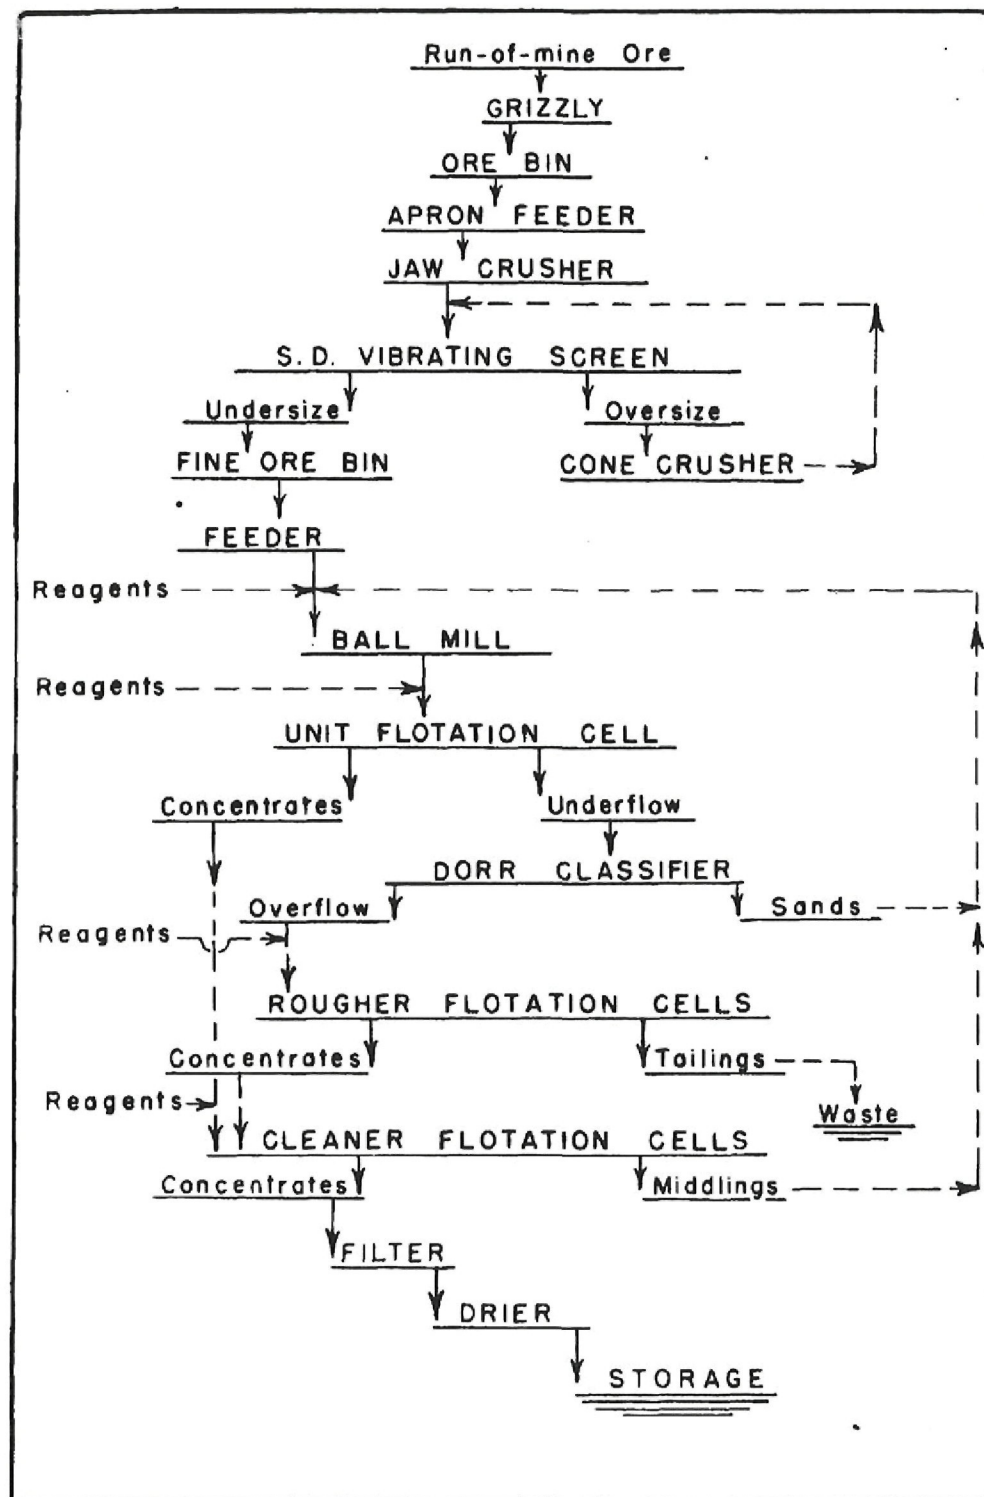 Run-of-mine Ore
GRIZZLY
ORE BIN
APRON FEEDER
JAW CRUSHER
S.D. VIBRATING SCREEN
Undersize Oversize
FINE ORE BIN CONE CRUSHER
FEEDER
Reagents
BALL MILL
Reagents
UNIT FLOTATION CELL
Concentrates Underflow
DORR CLASSIFIER
Overflow Sands
Reagents
ROUGHER FLOTATION CELLS
Concentrates Tailings
Reagents
Waste
CLEANER FLOTATION CELLS
Concentrates Middlings
FILTER
DRIER
STORAGE